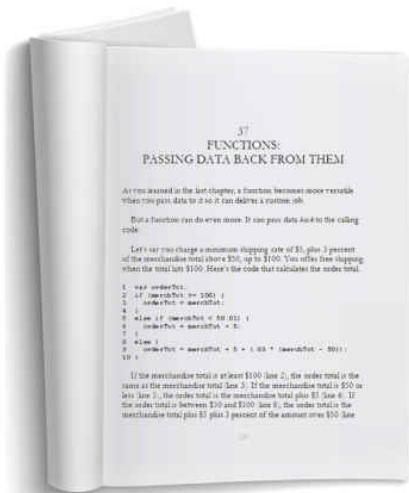 37
FUNCTIONS:
PASSING DATA BACK FROM THEM
As you learned in the last chapter, a function becomes more versatile
when you pass data to it so it can deliver a custom job.
But a function can do even more. It can pass data back to the calling
code.
Let's say you charge a minimum shipping rate of $5, plus 3 percent
of the merchandise total above $50, up to $100. You offer free shipping
when the total hits $100. Here's the code that calculates the order total.
1 var orderTot;
2 if (merchTot >= 100) {
3 orderTot = merchTot;
4 }
5 else if (merchTot < 50.01) {
6 orderTot = merchTot + 5;
7 }
8 else {
9 orderTot = merchTot + 5 + (.03 * (merchTot - 50));
10 }
If the merchandise total is at least $100 (line 2), the order total is the
same as the merchandise total (line 3). If the merchandise total is $50 or
less (line 5), the order total is the merchandise total plus $5 (line 6). If
the order total is between $50 and $100 (line 8), the order total is the
merchandise total plus $5 plus 3 percent of the amount over $50 (line